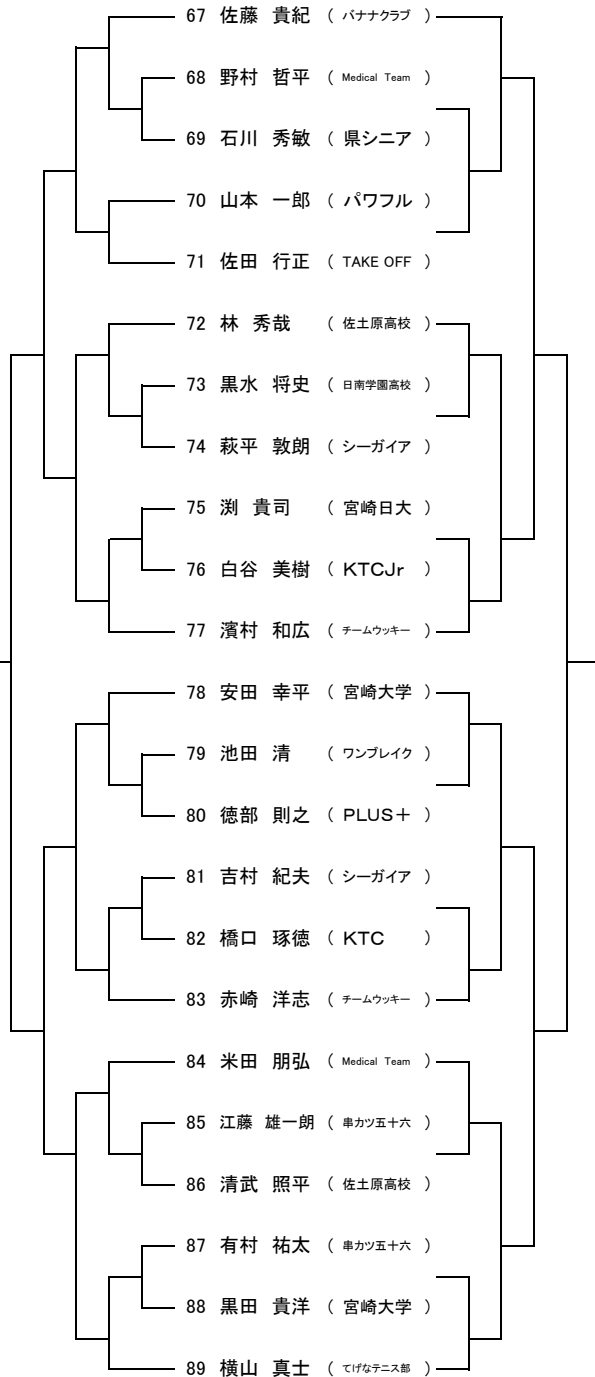 67 佐藤 貴紀 ( バナナクラブ )
68 野村 哲平 ( Medical Team )
69 石川 秀敏 ( 県シニア )
70 山本 一郎 ( パワフル )
71 佐田 行正 ( TAKE OFF )
72 林 秀哉 ( 佐土原高校 )
73 黒水 将史 ( 日南学園高校 )
74 萩平 敦朗 ( シーガイア )
75 渕 貴司 ( 宮崎日大 )
76 白谷 美樹 ( KTCJr )
77 濱村 和広 ( チームウッキー )
78 安田 幸平 ( 宮崎大学 )
79 池田 清 ( ワンブレイク )
80 徳部 則之 ( PLUS+ )
81 吉村 紀夫 ( シーガイア )
82 橋口 琢徳 ( KTC )
83 赤崎 洋志 ( チームウッキー )
84 米田 朋弘 ( Medical Team )
85 江藤 雄一朗 ( 串カツ五十六 )
86 清武 照平 ( 佐土原高校 )
87 有村 祐太 ( 串カツ五十六 )
88 黒田 貴洋 ( 宮崎大学 )
89 横山 真士 ( てげなテニス部 )